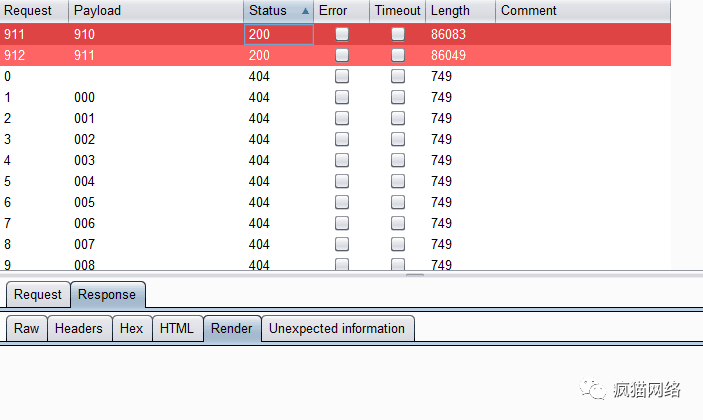 Request Payload Status Error Timeout Length Comment
911 910 200 86083
912 911 200 86049
0 404 749
1 000 404 749
2 001 404 749
3 002 404 749
4 003 404 749
5 004 404 749
6 005 404 749
7 006 404 749
8 007 404 749
9 008 404 749
Request Response
Raw Headers Hex HTML Render Unexpected information
疯猫网络